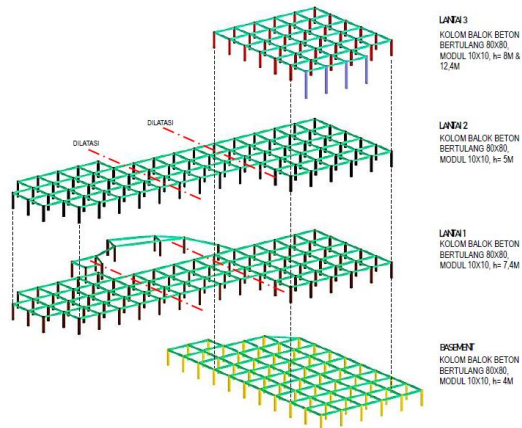 LANTAI 3
KOLOM BALOK BETON
BERTULANG 80X80,
MODUL 10X10, h= 8M &
12,4M
DILATASI
DILATASI
LANTAI 2
KOLOM BALOK BETON
BERTULANG 80X80,
MODUL 10X10, h= 5M
LANTAI 1
KOLOM BALOK BETON
BERTULANG 80X80,
MODUL 10X10, h= 7,4M
BASEMENT
KOLOM BALOK BETON
BERTULANG 80X80,
MODUL 10X10, h= 4M